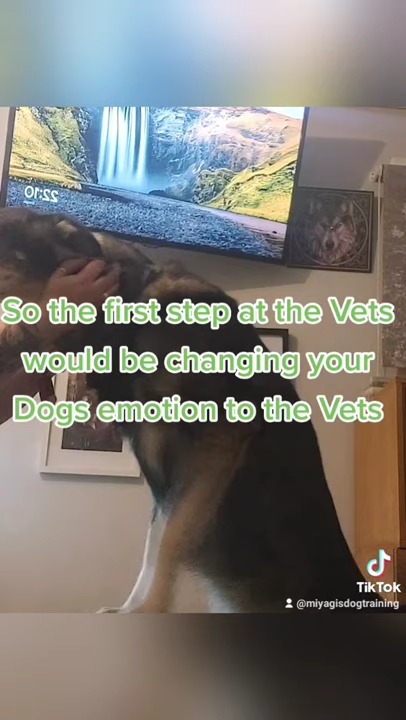 22:10
So the first step at the Vets
would be changing your
Dogs emotion to the Vets
TikTok
@miyagisdogtraining